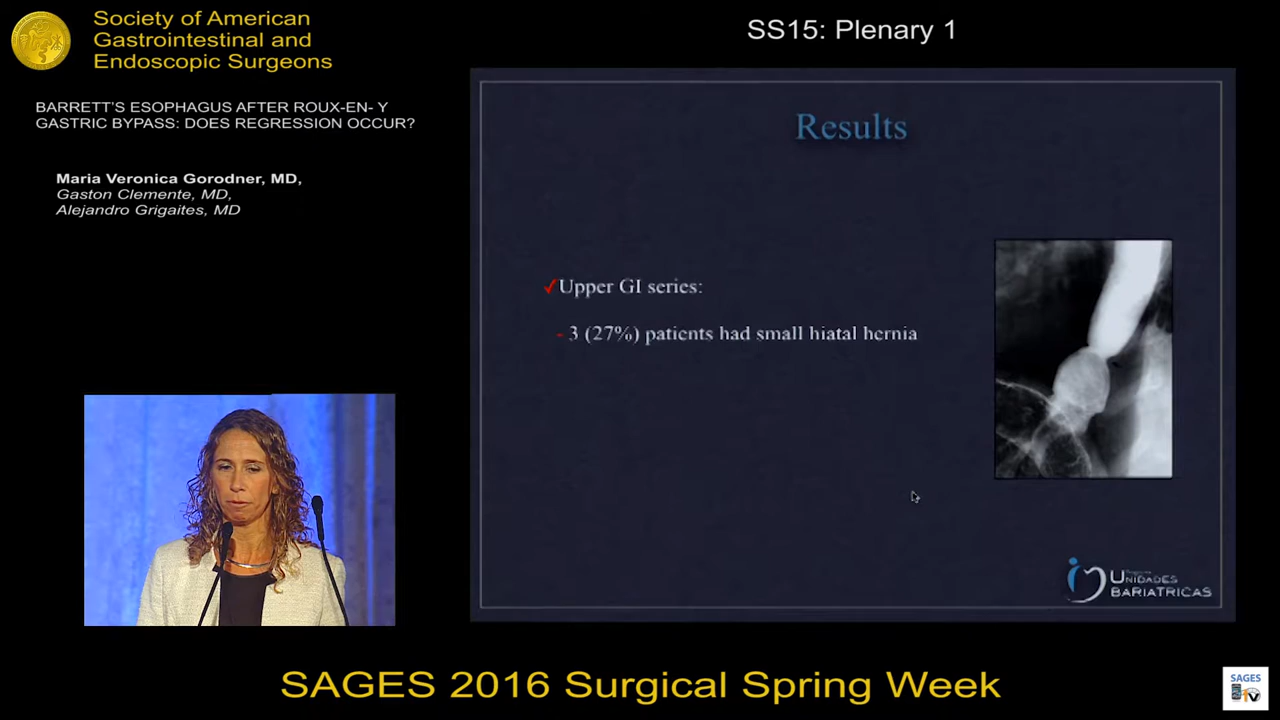 Society of American
Gastrointestinal and
Endoscopic Surgeons
SS15: Plenary 1
BARRETT'S ESOPHAGUS AFTER ROUX-EN- Y
GASTRIC BYPASS: DOES REGRESSION OCCUR?
Maria Veronica Gorodner, MD,
Gaston Clemente, MD,
Alejandro Grigaites, MD
Results
✓Upper GI series:
- 3 (27%) patients had small hiatal hernia
UNIDADES
BARIATRICAS
SAGES 2016 Surgical Spring Week
SAGES
TV